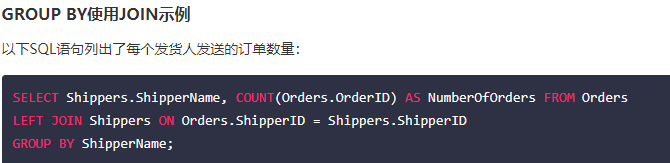 GROUP BY使用JOIN示例
以下SQL语句列出了每个发货人发送的订单数量：
SELECT Shippers.ShipperName, COUNT(Orders.OrderID) AS NumberOfOrders FROM Orders
LEFT JOIN Shippers ON Orders.ShipperID = Shippers.ShipperID
GROUP BY ShipperName;